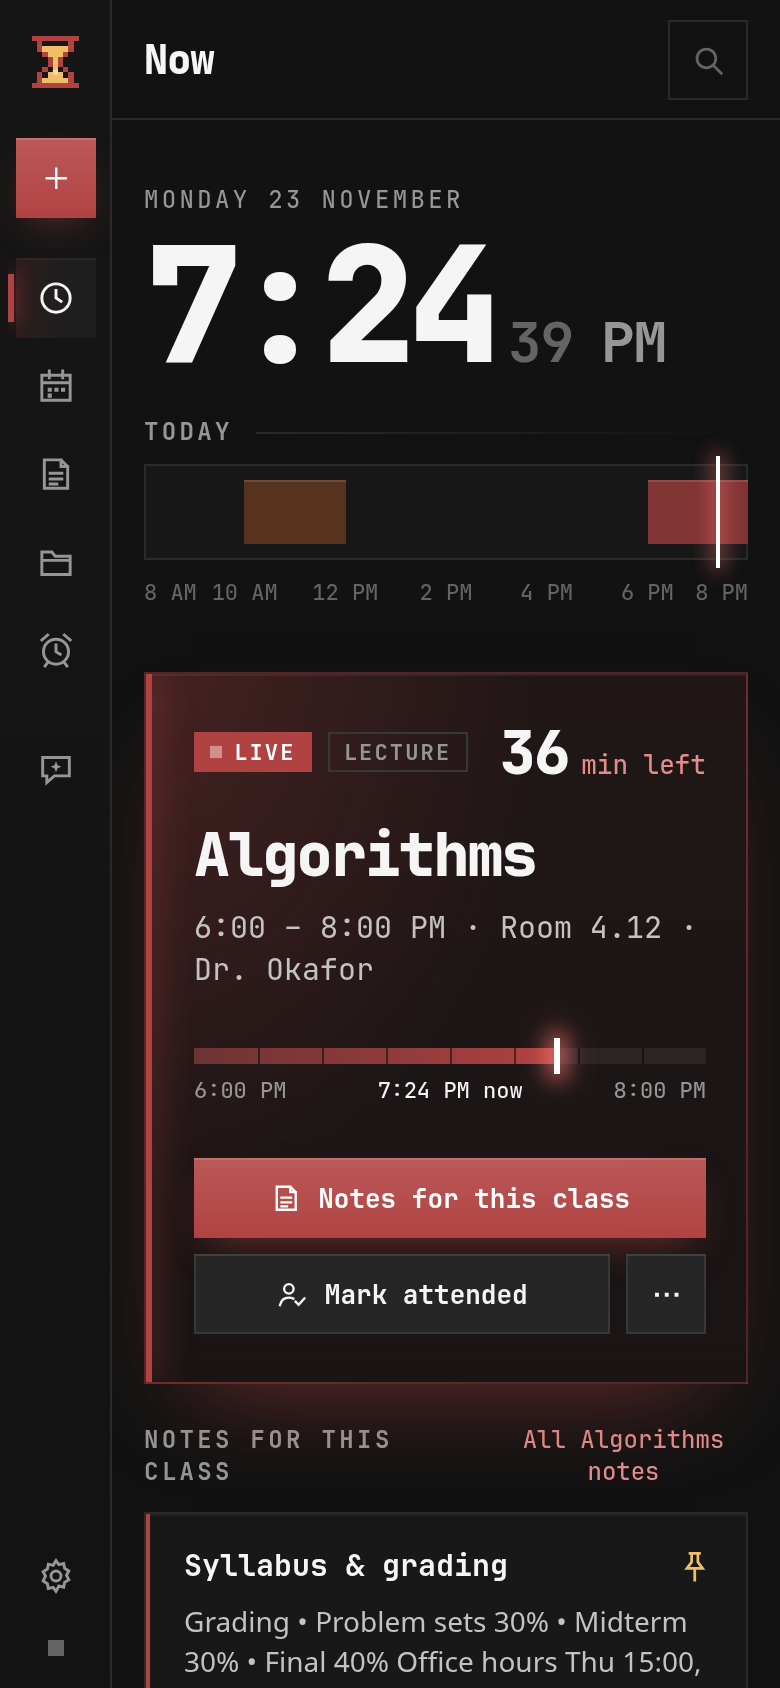 Now
MONDAY 23 NOVEMBER
7:24 39 PM
TODAY
8 AM 10 AM 12 PM 2 PM 4 PM 6 PM 8 PM
LIVE LECTURE 36 min left
Algorithms
6:00 – 8:00 PM · Room 4.12 ·
Dr. Okafor
6:00 PM 7:24 PM now 8:00 PM
Notes for this class
Mark attended
NOTES FOR THIS
CLASS
All Algorithms
notes
Syllabus & grading
Grading • Problem sets 30% • Midterm
30% • Final 40% Office hours Thu 15:00,